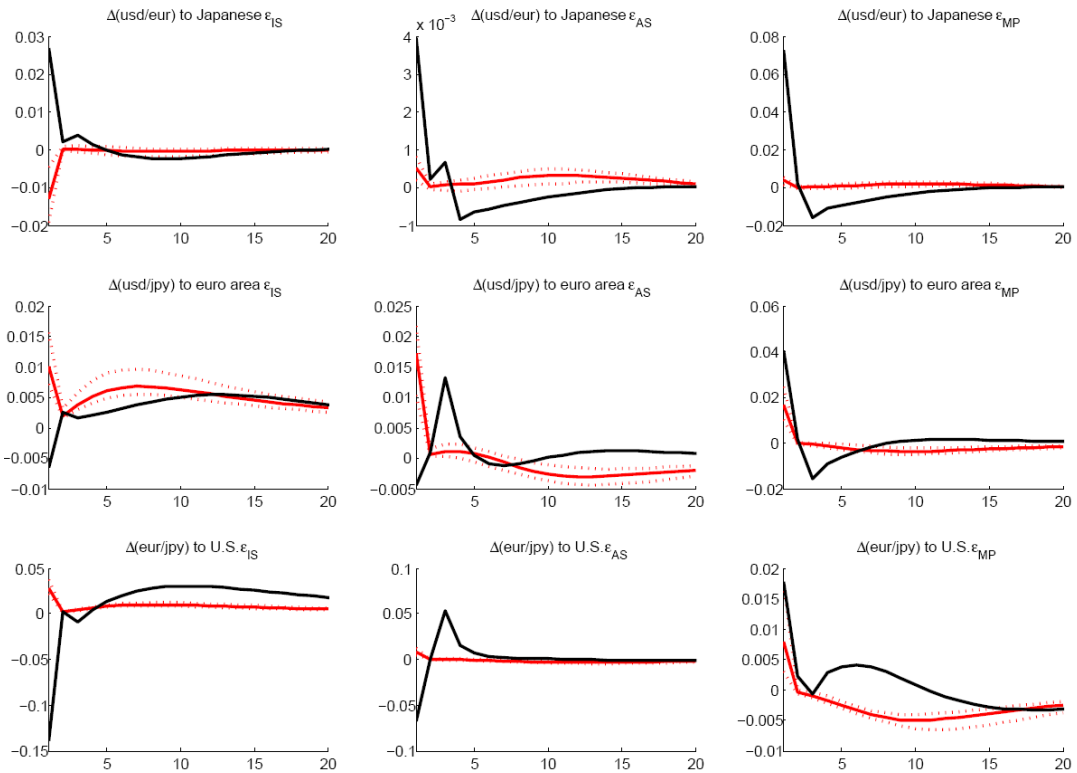 Δ(usd/eur) to Japanese ε_IS
0.03
0.02
0.01
0
−0.01
−0.02
5 10 15 20
Δ(usd/eur) to Japanese ε_AS
x 10^−3
4
3
2
1
0
−1
5 10 15 20
Δ(usd/eur) to Japanese ε_MP
0.08
0.06
0.04
0.02
0
−0.02
5 10 15 20
Δ(usd/jpy) to euro area ε_IS
0.02
0.015
0.01
0.005
0
−0.005
−0.01
5 10 15 20
Δ(usd/jpy) to euro area ε_AS
0.025
0.02
0.015
0.01
0.005
0
−0.005
5 10 15 20
Δ(usd/jpy) to euro area ε_MP
0.06
0.04
0.02
0
−0.02
5 10 15 20
Δ(eur/jpy) to U.S. ε_IS
0.05
0
−0.05
−0.1
−0.15
5 10 15 20
Δ(eur/jpy) to U.S. ε_AS
0.1
0.05
0
−0.05
−0.1
5 10 15 20
Δ(eur/jpy) to U.S. ε_MP
0.02
0.015
0.01
0.005
0
−0.005
−0.01
5 10 15 20